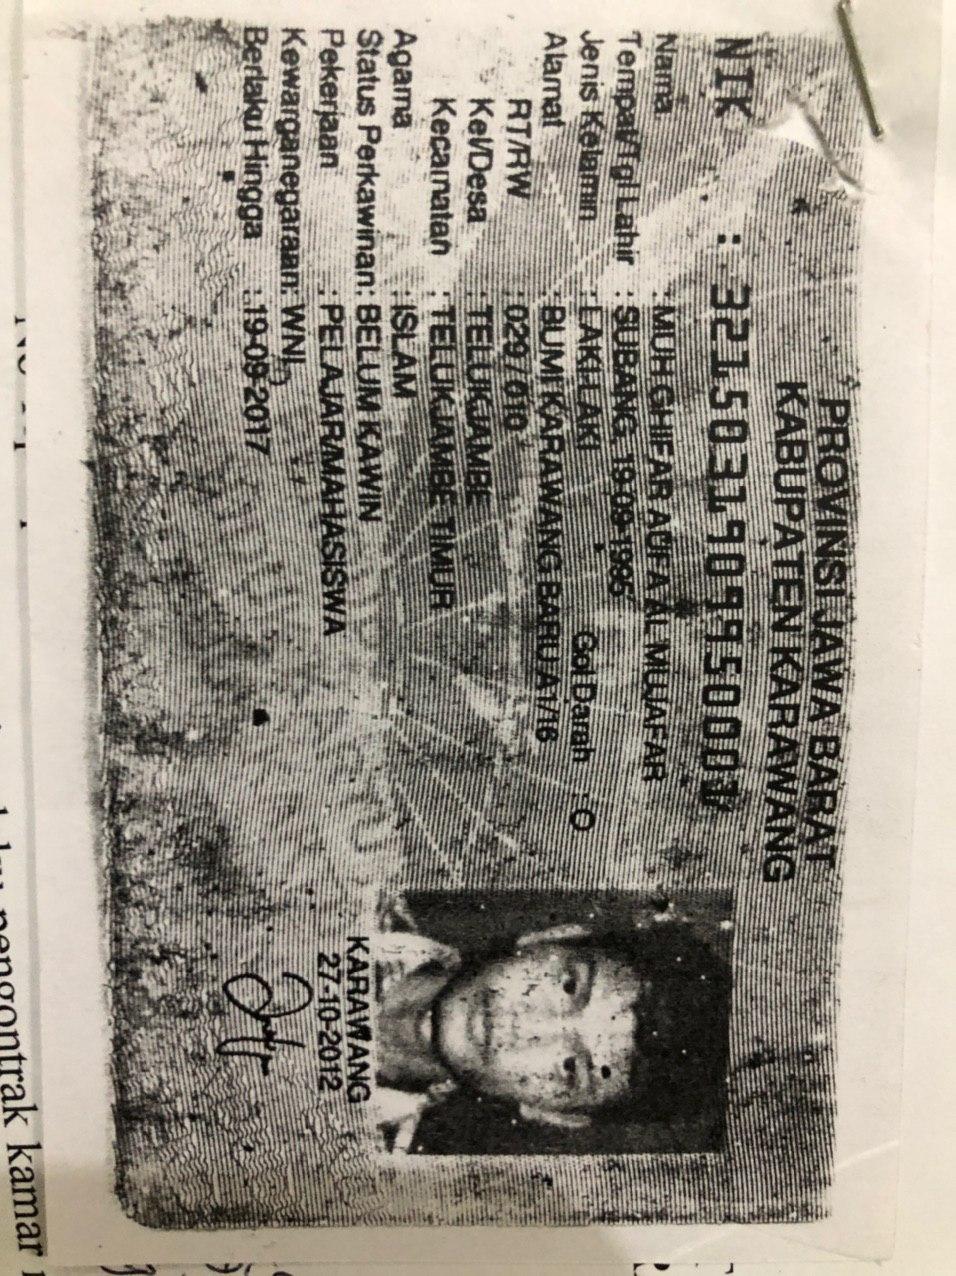 PROVINSI JAWA BARAT
KABUPATEN KARAWANG
NIK : 3215031909950001
Nama : MUH GHIFAR AUFA AL MUJAFAR
Tempat/Tgl Lahir : SUBANG, 19-09-1995
Jenis Kelamin : LAKI-LAKI Gol Darah : O
Alamat : BUMI KARAWANG BARU A1/16
RT/RW : 029 / 010
Kel/Desa : TELUKJAMBE
Kecamatan : TELUKJAMBE TIMUR
Agama : ISLAM
Status Perkawinan: BELUM KAWIN
Pekerjaan : PELAJAR/MAHASISWA
Kewarganegaraan: WNI
Berlaku Hingga : 19-09-2017
KARAWANG
27-10-2012
pengontrak kamar